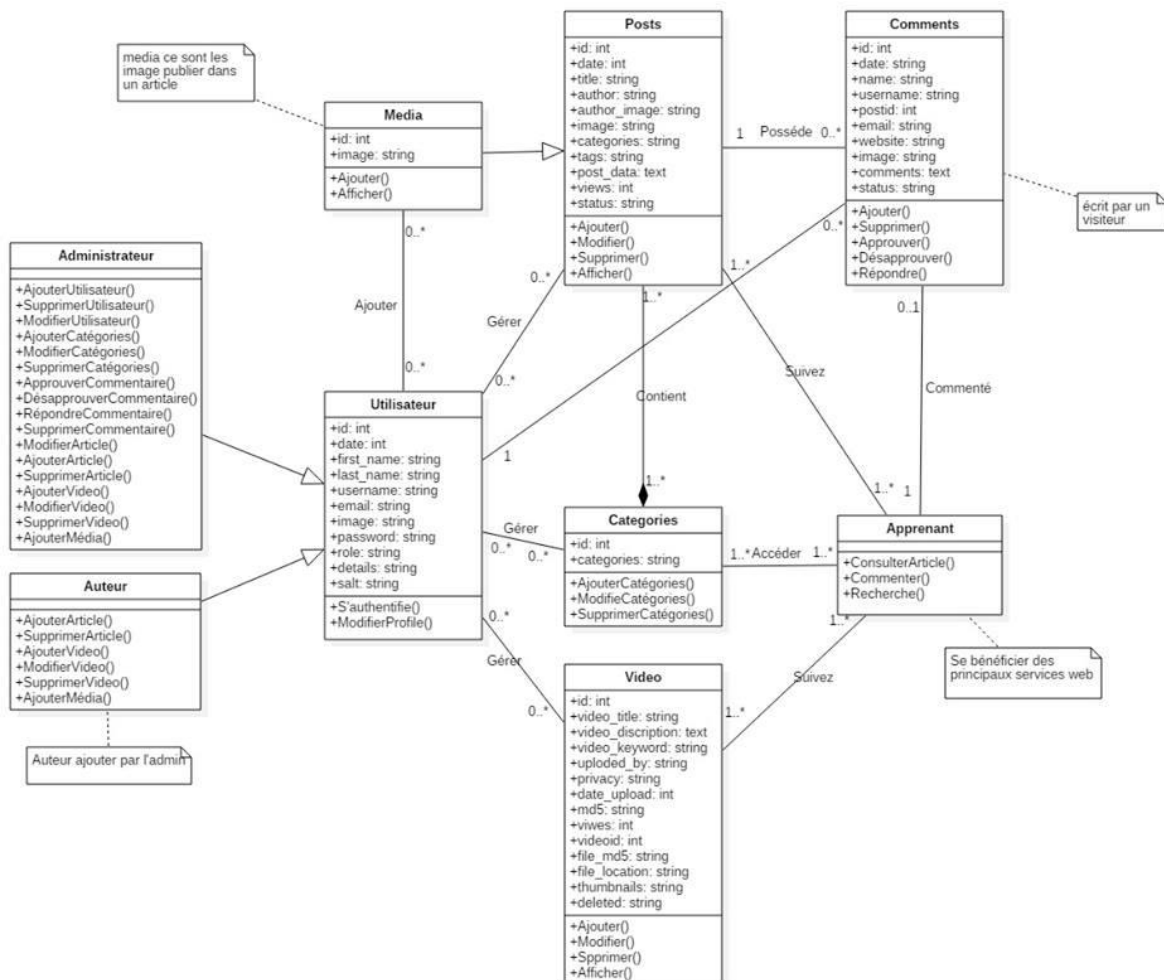 media ce sont les
image publier dans
un article
Media
+id: int
+image: string
+Ajouter()
+Afficher()
Posts
+id: int
+date: int
+title: string
+author: string
+author_image: string
+image: string
+categories: string
+tags: string
+post_data: text
+views: int
+status: string
+Ajouter()
+Modifier()
+Supprimer()
+Afficher()
1 Posséde 0..*
Comments
+id: int
+date: string
+name: string
+username: string
+postid: int
+email: string
+website: string
+image: string
+comments: text
+status: string
+Ajouter()
+Supprimer()
+Approuver()
+Désapprouver()
+Répondre()
écrit par un
visiteur
Administrateur
+AjouterUtilisateur()
+SupprimerUtilisateur()
+ModifierUtilisateur()
+AjouterCatégories()
+ModifierCatégories()
+SupprimerCatégories()
+ApprouverCommentaire()
+DésapprouverCommentaire()
+RépondreCommentaire()
+SupprimerCommentaire()
+ModifierArticle()
+AjouterArticle()
+SupprimerArticle()
+AjouterVideo()
+ModifierVideo()
+SupprimerVideo()
+AjouterMédia()
0..*
Ajouter
0..*
0..*
Gérer
0..*
1..*
Contient
1..*
1..*
Suivez
1..*
0..*
1
0..1
Commenté
1
Utilisateur
+id: int
+date: int
+first_name: string
+last_name: string
+username: string
+email: string
+image: string
+password: string
+role: string
+details: string
+salt: string
+S'authentifie()
+ModifierProfile()
Gérer
0..*
0..*
Categories
+id: int
+categories: string
+AjouterCatégories()
+ModifieCatégories()
+SupprimerCatégories()
1..* Accéder 1..*
Apprenant
+ConsulterArticle()
+Commenter()
+Recherche()
Se bénéficier des
principaux services web
Auteur
+AjouterArticle()
+SupprimerArticle()
+AjouterVideo()
+ModifierVideo()
+SupprimerVideo()
+AjouterMédia()
Auteur ajouter par l'admin
0..*
Gérer
0..*
1..*
Suivez
1..*
Video
+id: int
+video_title: string
+video_discription: text
+video_keyword: string
+uploded_by: string
+privacy: string
+date_upload: int
+md5: string
+viwes: int
+videoid: int
+file_md5: string
+file_location: string
+thumbnails: string
+deleted: string
+Ajouter()
+Modifier()
+Spprimer()
+Afficher()